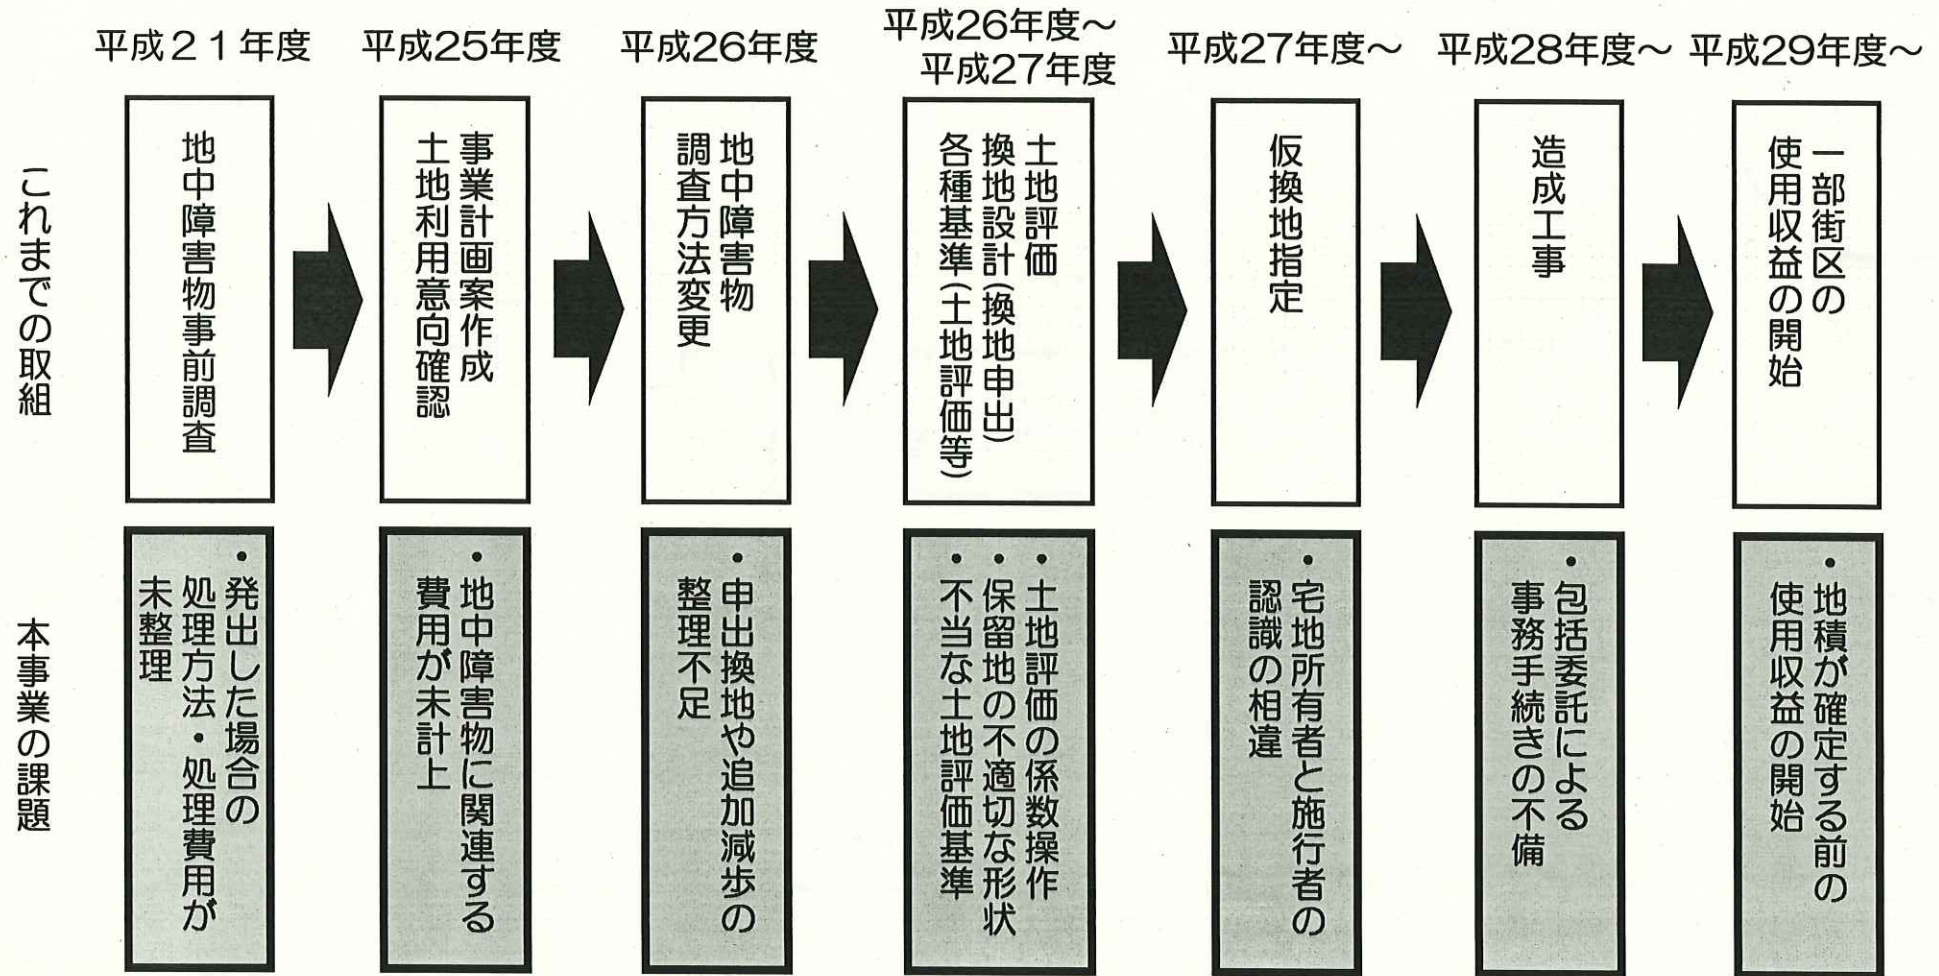 平成21年度
平成25年度
平成26年度
平成26年度～
平成27年度
平成27年度～
平成28年度～
平成29年度～
これまでの取組
地中障害物事前調査
事業計画案作成
土地利用意向確認
地中障害物
調査方法変更
土地評価
換地設計（換地申出）
各種基準（土地評価等）
仮換地指定
造成工事
一部街区の
使用収益の開始
本事業の課題
・発出した場合の
処理方法・処理費用が
未整理
・地中障害物に関連する
費用が未計上
・申出換地や追加減歩の
整理不足
・土地評価の係数操作
・保留地の不適切な形状
・不当な土地評価基準
・宅地所有者と施行者の
認識の相違
・包括委託による
事務手続きの不備
・地積が確定する前の
使用収益の開始